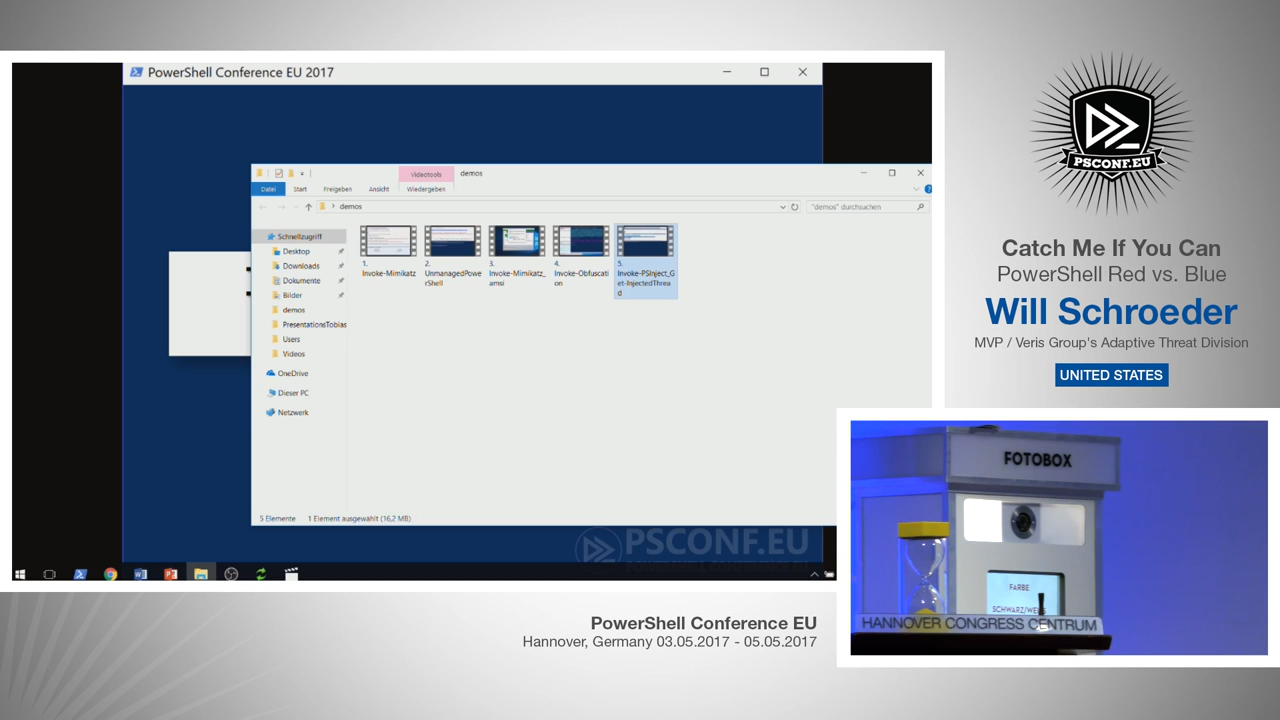 PowerShell Conference EU 2017
Videotools
demos
Datei
Start
Freigeben
Ansicht
Wiedergeben
demos
"demos" durchsuchen
Schnellzugriff
Desktop
Downloads
Dokumente
Bilder
demos
PresentationsTobias
Users
Videos
OneDrive
Dieser PC
Netzwerk
1.
Invoke-Mimikatz
2.
UnmanagedPowe
rShell
3.
Invoke-Mimikatz_
amsi
4.
Invoke-Obfuscati
on
5.
Invoke-PSInject_G
et-InjectedThrea
d
5 Elemente
1 Element ausgewählt (16,2 MB)
PSCONF.EU
PSCONF.EU
Catch Me If You Can
PowerShell Red vs. Blue
Will Schroeder
MVP / Veris Group's Adaptive Threat Division
UNITED STATES
FOTOBOX
FARBE
HANNOVER CONGRESS CENTRUM
PowerShell Conference EU
Hannover, Germany 03.05.2017 - 05.05.2017